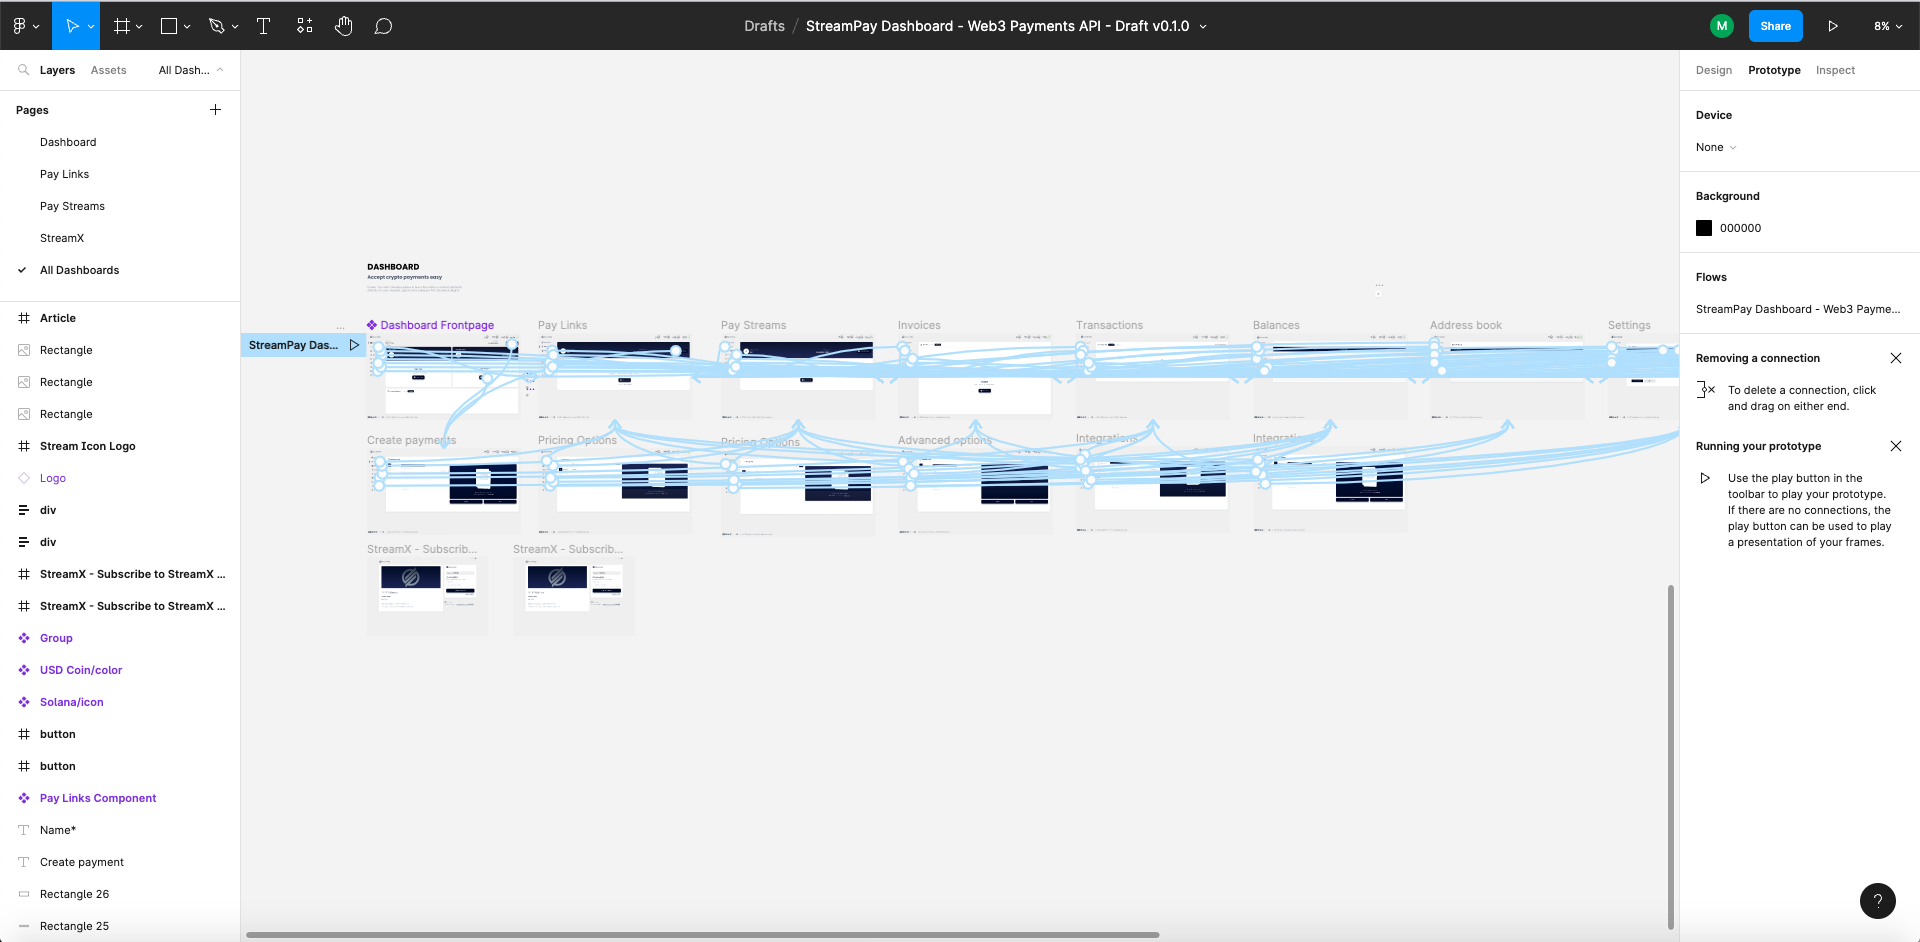 Drafts / StreamPay Dashboard - Web3 Payments API - Draft v0.1.0
M
Share
8%
Layers
Assets
All Dash...
Pages
Dashboard
Pay Links
Pay Streams
StreamX
All Dashboards
Article
Rectangle
Rectangle
Rectangle
Stream Icon Logo
Logo
div
div
StreamX - Subscribe to StreamX ...
StreamX - Subscribe to StreamX ...
Group
USD Coin/color
Solana/icon
button
button
Pay Links Component
Name*
Create payment
Rectangle 26
Rectangle 25
DASHBOARD
Accept crypto payments easy
...
StreamPay Das...
Dashboard Frontpage
Pay Links
Pay Streams
Invoices
Transactions
Balances
Address book
Settings
Create payments
Pricing Options
Pricing Options
Advanced options
Integrations
Integrations
StreamX - Subscrib...
StreamX - Subscrib...
Design
Prototype
Inspect
Device
None
Background
000000
Flows
StreamPay Dashboard - Web3 Payme...
Removing a connection
To delete a connection, click
and drag on either end.
Running your prototype
Use the play button in the
toolbar to play your prototype.
If there are no connections, the
play button can be used to play
a presentation of your frames.
?